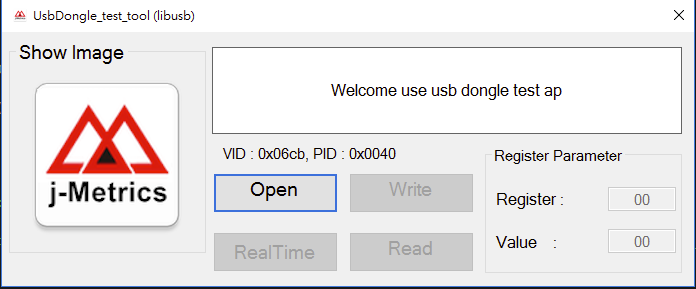 UsbDongle_test_tool (libusb)
Show Image
j-Metrics
Welcome use usb dongle test ap
VID : 0x06cb, PID : 0x0040
Open
Write
RealTime
Read
Register Parameter
Register : 00
Value : 00